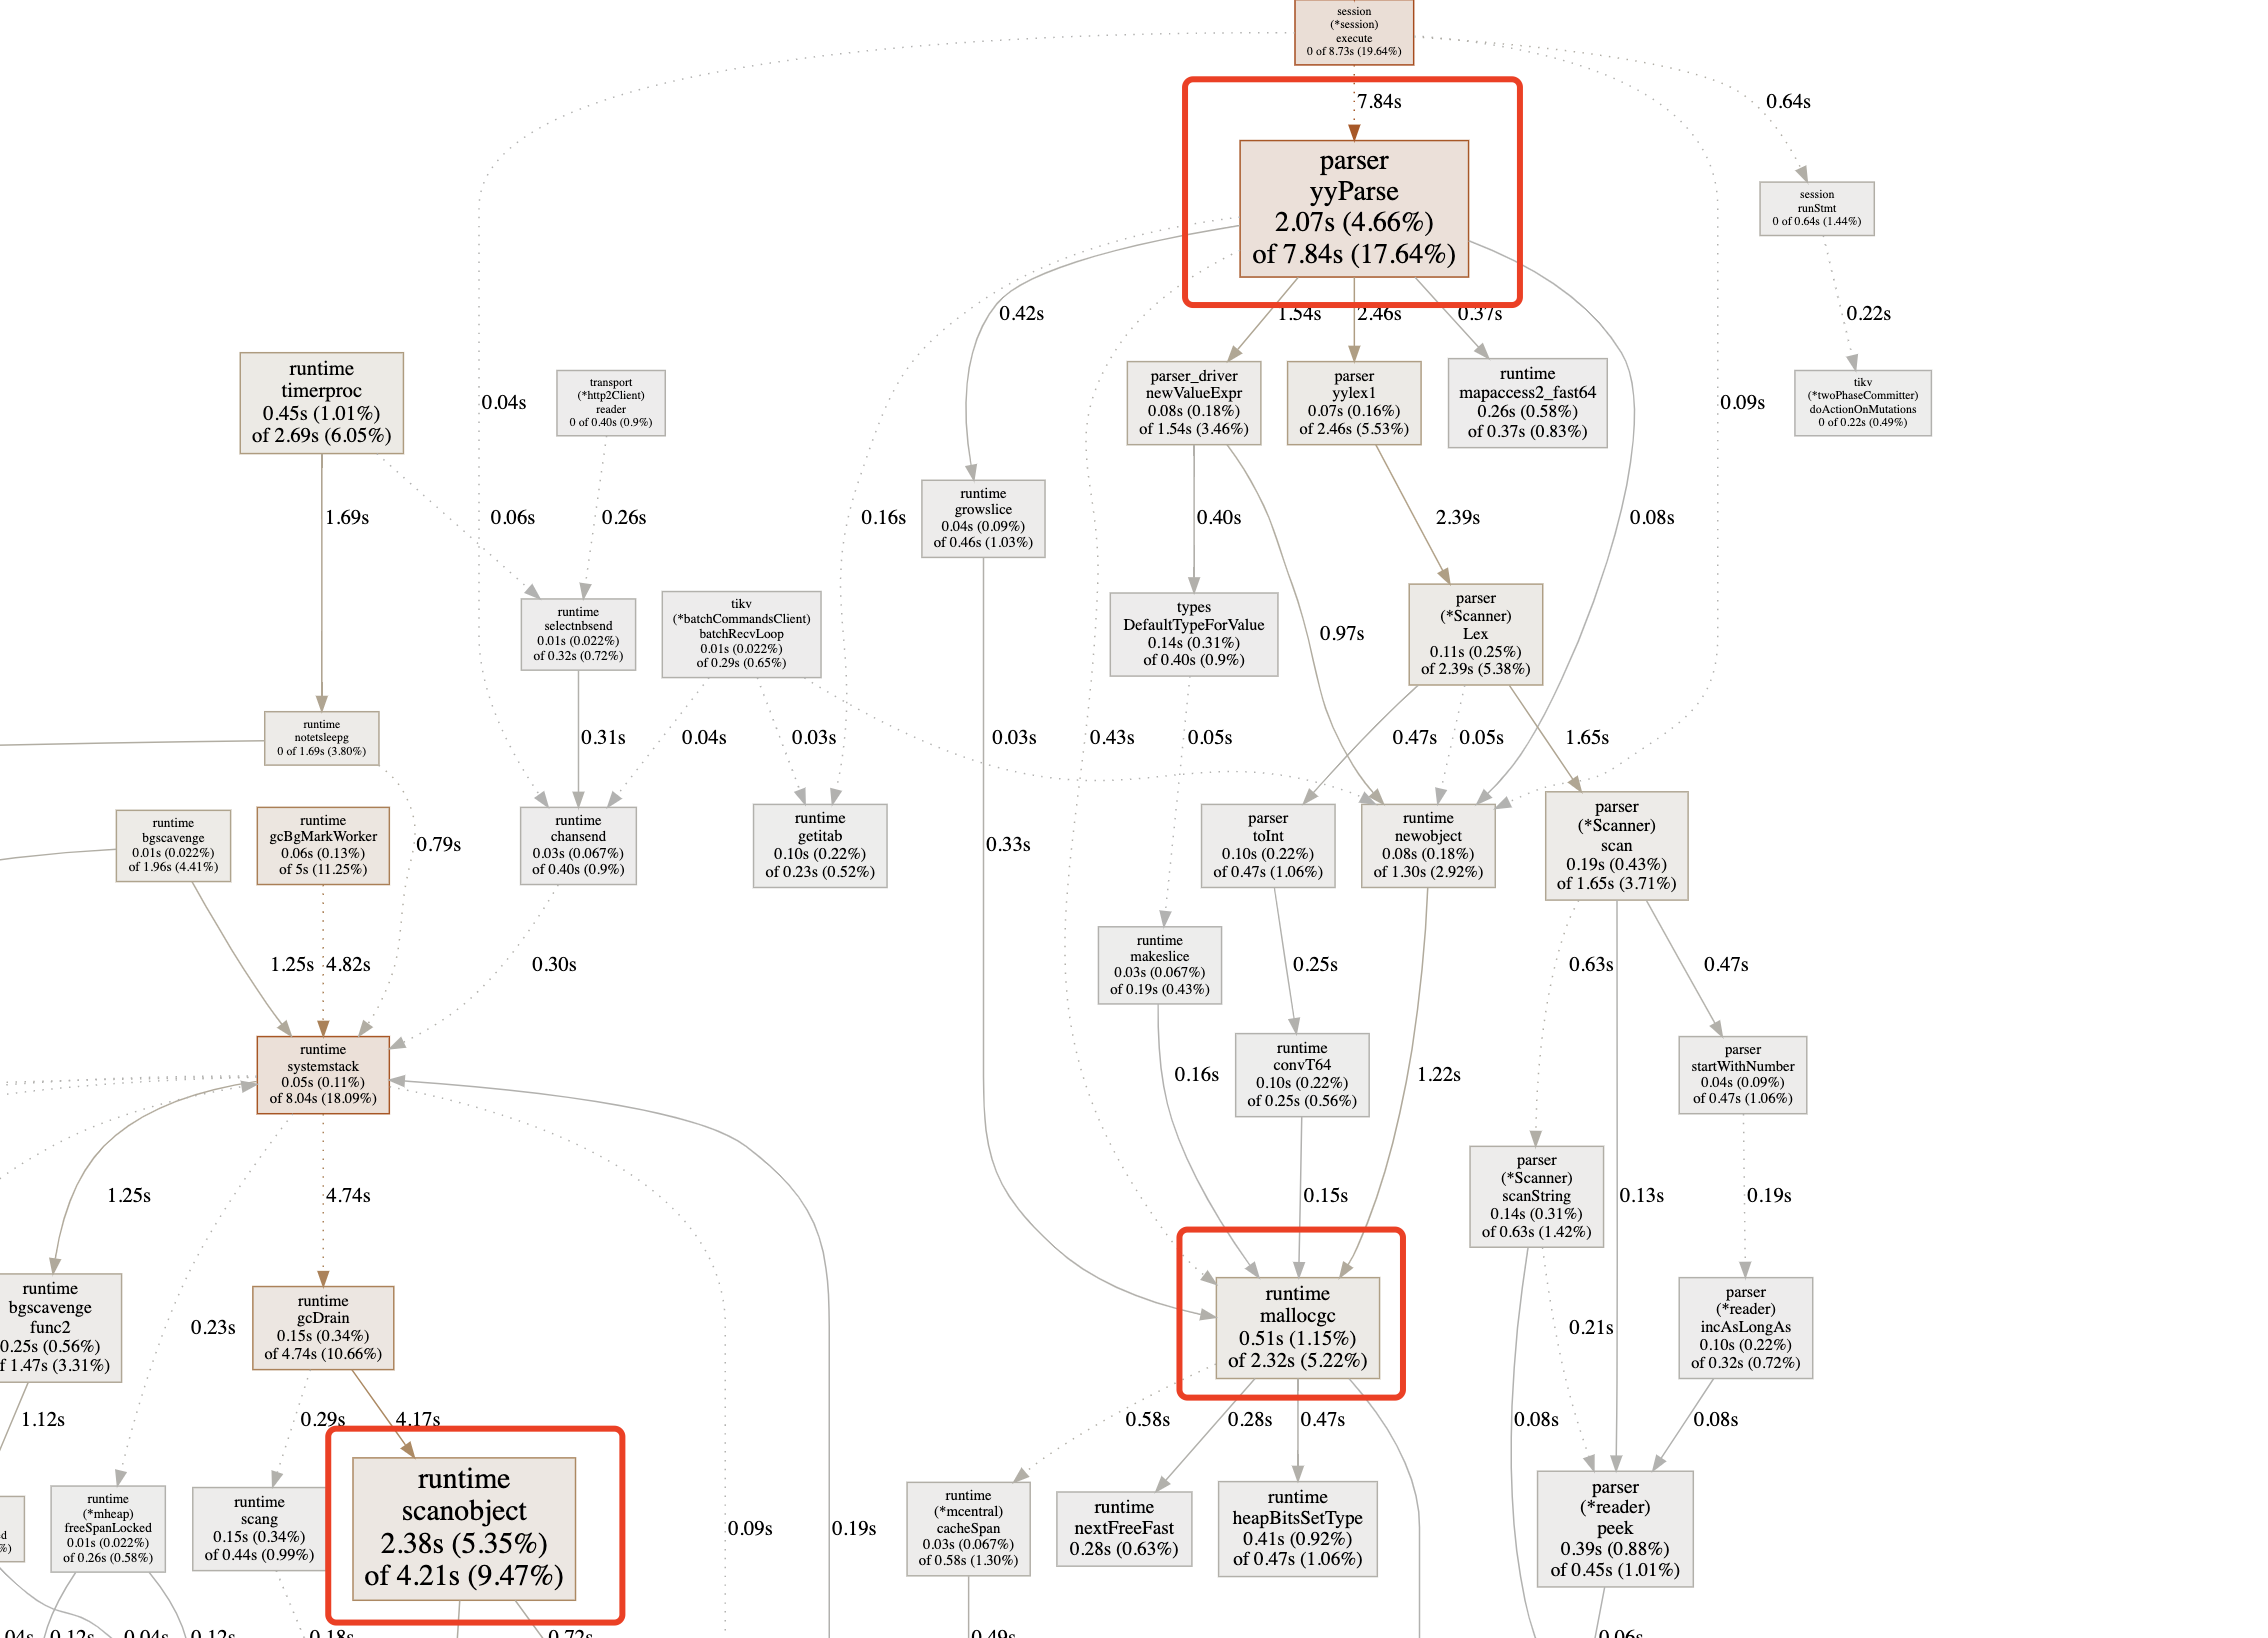 session
(*session)
execute
0 of 8.73s (19.64%)
7.84s
0.64s
parser
yyParse
2.07s (4.66%)
of 7.84s (17.64%)
session
runStmt
0 of 0.64s (1.44%)
0.42s
1.54s
2.46s
0.37s
0.22s
runtime
timerproc
0.45s (1.01%)
of 2.69s (6.05%)
transport
(*http2Client)
reader
0 of 0.40s (0.9%)
0.04s
parser_driver
newValueExpr
0.08s (0.18%)
of 1.54s (3.46%)
parser
yylex1
0.07s (0.16%)
of 2.46s (5.53%)
runtime
mapaccess2_fast64
0.26s (0.58%)
of 0.37s (0.83%)
0.09s
tikv
(*twoPhaseCommitter)
doActionOnMutations
0 of 0.22s (0.49%)
1.69s
0.06s
0.26s
0.16s
runtime
growslice
0.04s (0.09%)
of 0.46s (1.03%)
0.40s
2.39s
0.08s
runtime
selectnbsend
0.01s (0.022%)
of 0.32s (0.72%)
tikv
(*batchCommandsClient)
batchRecvLoop
0.01s (0.022%)
of 0.29s (0.65%)
types
DefaultTypeForValue
0.14s (0.31%)
of 0.40s (0.9%)
0.97s
parser
(*Scanner)
Lex
0.11s (0.25%)
of 2.39s (5.38%)
runtime
notetsleepg
0 of 1.69s (3.80%)
0.31s
0.04s
0.03s
0.03s
0.43s
0.05s
0.47s
0.05s
1.65s
runtime
bgscavenge
0.01s (0.022%)
of 1.96s (4.41%)
runtime
gcBgMarkWorker
0.06s (0.13%)
of 5s (11.25%)
0.79s
runtime
chansend
0.03s (0.067%)
of 0.40s (0.9%)
runtime
getitab
0.10s (0.22%)
of 0.23s (0.52%)
0.33s
parser
toInt
0.10s (0.22%)
of 0.47s (1.06%)
runtime
newobject
0.08s (0.18%)
of 1.30s (2.92%)
parser
(*Scanner)
scan
0.19s (0.43%)
of 1.65s (3.71%)
1.25s
4.82s
0.30s
runtime
makeslice
0.03s (0.067%)
of 0.19s (0.43%)
0.25s
0.63s
0.47s
runtime
systemstack
0.05s (0.11%)
of 8.04s (18.09%)
0.16s
runtime
convT64
0.10s (0.22%)
of 0.25s (0.56%)
1.22s
parser
startWithNumber
0.04s (0.09%)
of 0.47s (1.06%)
1.25s
4.74s
0.15s
parser
(*Scanner)
scanString
0.14s (0.31%)
of 0.63s (1.42%)
0.13s
0.19s
runtime
bgscavenge
func2
0.25s (0.56%)
f 1.47s (3.31%)
0.23s
runtime
gcDrain
0.15s (0.34%)
of 4.74s (10.66%)
runtime
mallocgc
0.51s (1.15%)
of 2.32s (5.22%)
0.21s
parser
(*reader)
incAsLongAs
0.10s (0.22%)
of 0.32s (0.72%)
1.12s
0.29s
4.17s
0.58s
0.28s
0.47s
0.08s
0.08s
d
%)
runtime
(*mheap)
freeSpanLocked
0.01s (0.022%)
of 0.26s (0.58%)
runtime
scang
0.15s (0.34%)
of 0.44s (0.99%)
runtime
scanobject
2.38s (5.35%)
of 4.21s (9.47%)
0.09s
0.19s
runtime
(*mcentral)
cacheSpan
0.03s (0.067%)
of 0.58s (1.30%)
runtime
nextFreeFast
0.28s (0.63%)
runtime
heapBitsSetType
0.41s (0.92%)
of 0.47s (1.06%)
parser
(*reader)
peek
0.39s (0.88%)
of 0.45s (1.01%)
04s
0.12s
0.04s
0.12s
0.18s
0.72s
0.49s
0.06s